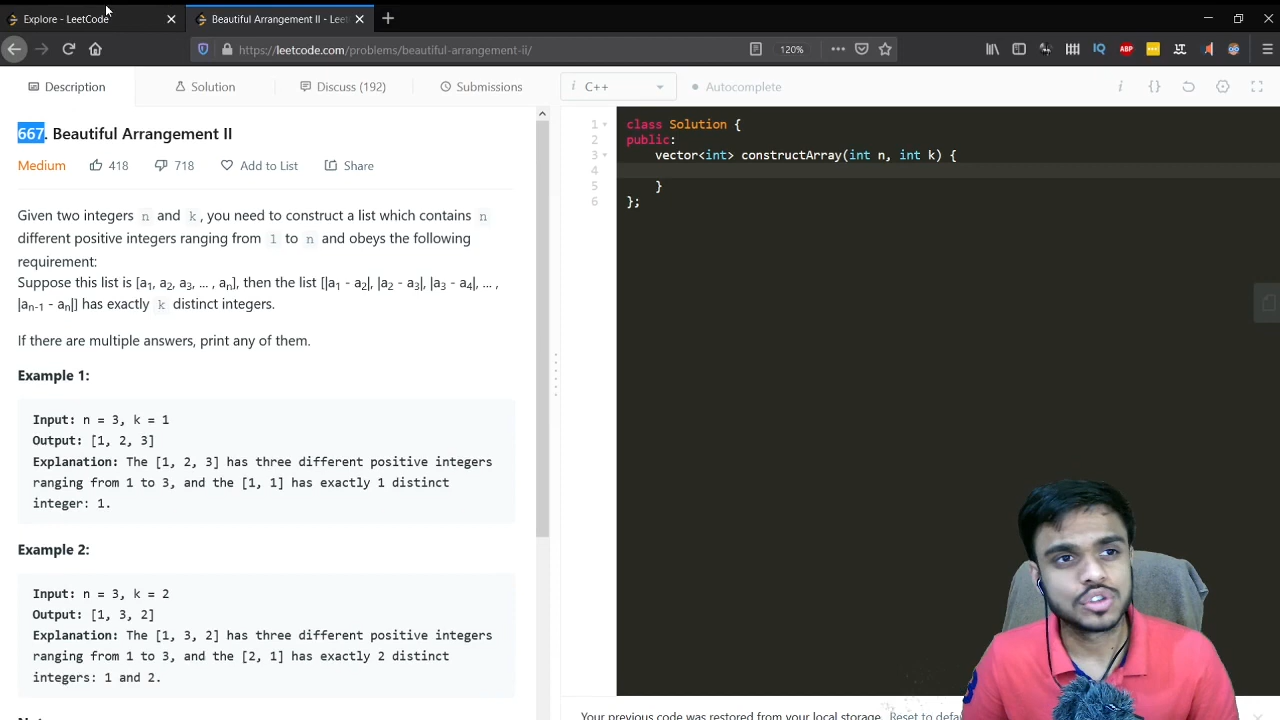 Explore - LeetCode
Beautiful Arrangement II - Leet
https://leetcode.com/problems/beautiful-arrangement-ii/
120%
IQ
ABP
Description
Solution
Discuss (192)
Submissions
C++
Autocomplete
667. Beautiful Arrangement II
Medium
418
718
Add to List
Share
Given two integers n and k, you need to construct a list which contains n
different positive integers ranging from 1 to n and obeys the following
requirement:
Suppose this list is [a1, a2, a3, ... , an], then the list [|a1 - a2|, |a2 - a3|, |a3 - a4|, ... ,
|an-1 - an|] has exactly k distinct integers.
If there are multiple answers, print any of them.
Example 1:
Input: n = 3, k = 1
Output: [1, 2, 3]
Explanation: The [1, 2, 3] has three different positive integers
ranging from 1 to 3, and the [1, 1] has exactly 1 distinct
integer: 1.
Example 2:
Input: n = 3, k = 2
Output: [1, 3, 2]
Explanation: The [1, 3, 2] has three different positive integers
ranging from 1 to 3, and the [2, 1] has exactly 2 distinct
integers: 1 and 2.
1 class Solution {
2 public:
3 vector<int> constructArray(int n, int k) {
4
5 }
6 };
Your previous code was restored from your local storage. Reset to defa